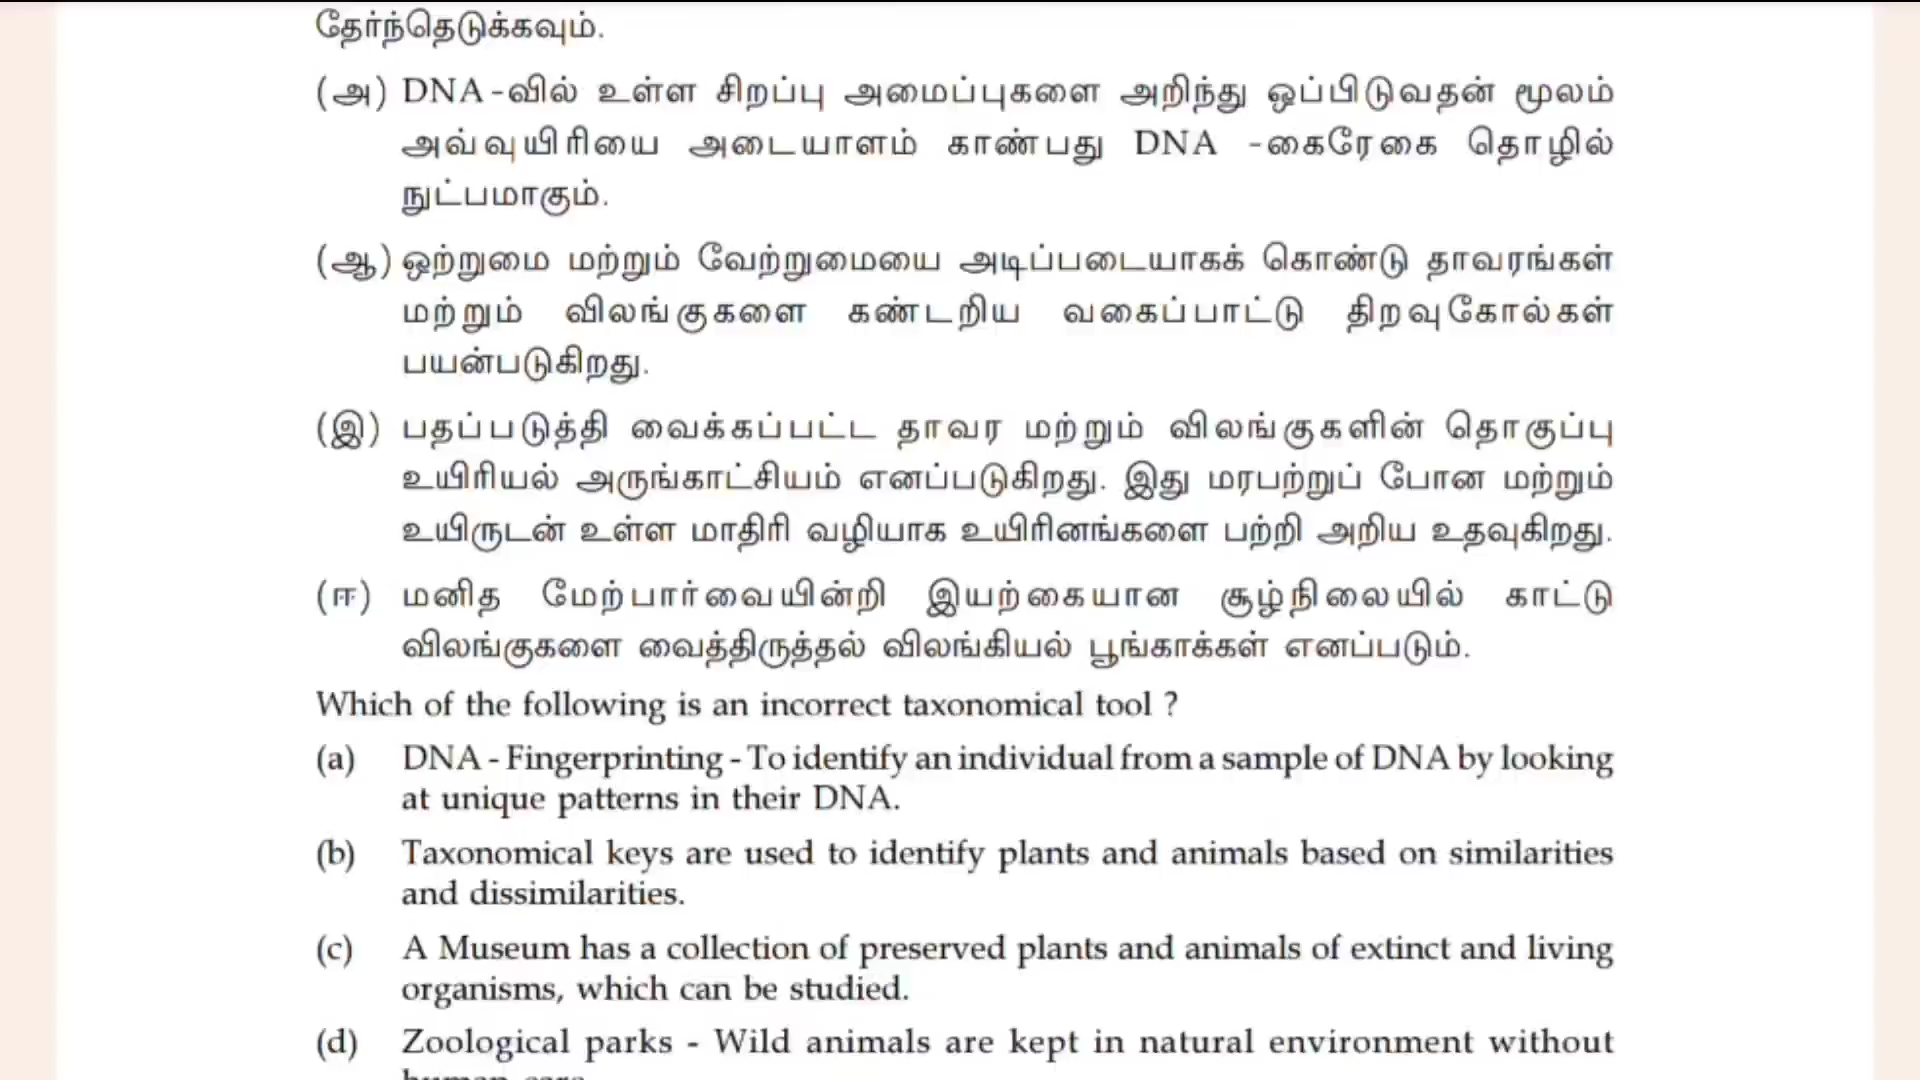 தேர்ந்தெடுக்கவும்.
(அ) DNA-வில் உள்ள சிறப்பு அமைப்புகளை அறிந்து ஒப்பிடுவதன் மூலம்
அவ்வுயிரியை அடையாளம் காண்பது DNA -கைரேகை தொழில்
நுட்பமாகும்.
(ஆ) ஒற்றுமை மற்றும் வேற்றுமையை அடிப்படையாகக் கொண்டு தாவரங்கள்
மற்றும் விலங்குகளை கண்டறிய வகைப்பாட்டு திறவுகோல்கள்
பயன்படுகிறது.
(இ) பதப்படுத்தி வைக்கப்பட்ட தாவர மற்றும் விலங்குகளின் தொகுப்பு
உயிரியல் அருங்காட்சியம் எனப்படுகிறது. இது மரபற்றுப் போன மற்றும்
உயிருடன் உள்ள மாதிரி வழியாக உயிரினங்களை பற்றி அறிய உதவுகிறது.
(ஈ) மனித மேற்பார்வையின்றி இயற்கையான சூழ்நிலையில் காட்டு
விலங்குகளை வைத்திருத்தல் விலங்கியல் பூங்காக்கள் எனப்படும்.
Which of the following is an incorrect taxonomical tool ?
(a) DNA - Fingerprinting - To identify an individual from a sample of DNA by looking
at unique patterns in their DNA.
(b) Taxonomical keys are used to identify plants and animals based on similarities
and dissimilarities.
(c) A Museum has a collection of preserved plants and animals of extinct and living
organisms, which can be studied.
(d) Zoological parks - Wild animals are kept in natural environment without